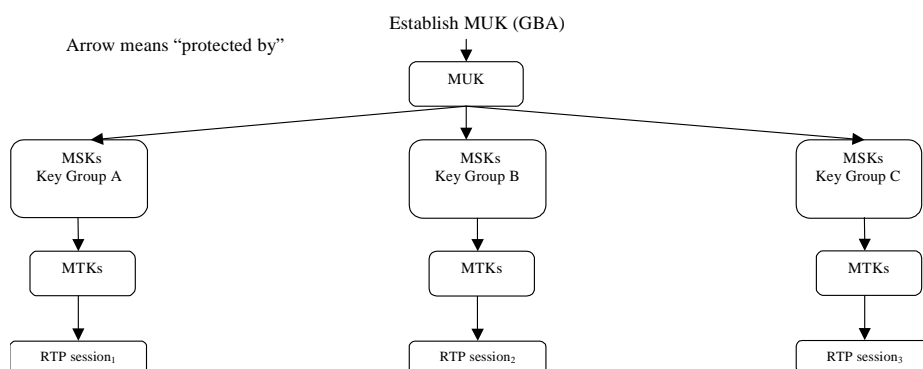 Establish MUK (GBA)
Arrow means “protected by”
MUK
MSKs
Key Group A
MSKs
Key Group B
MSKs
Key Group C
MTKs
MTKs
MTKs
RTP session₁
RTP session₂
RTP session₃